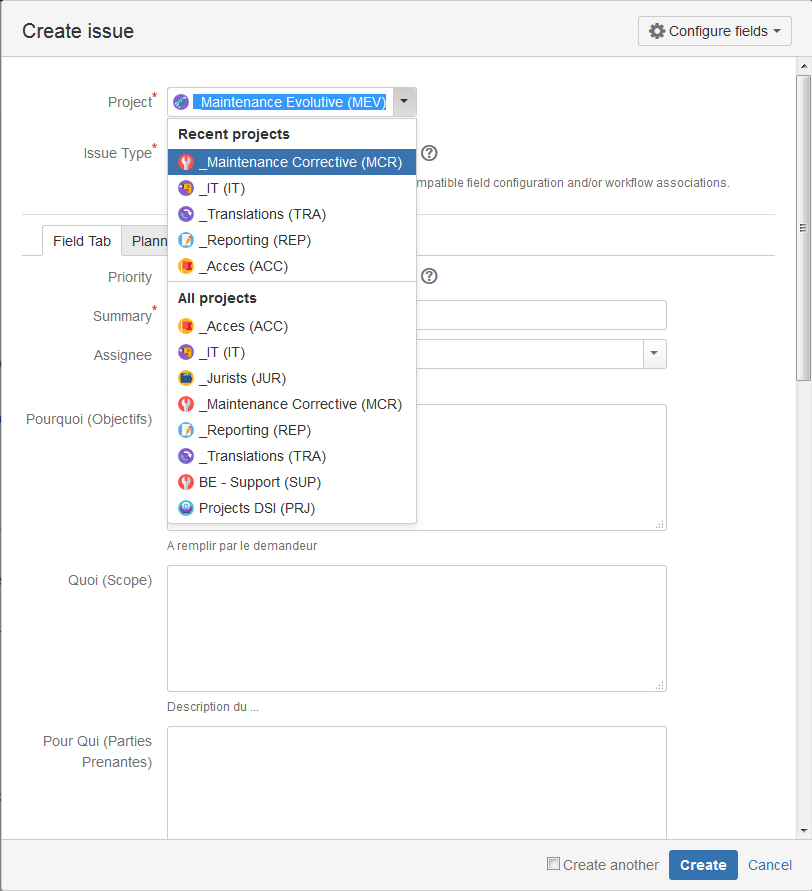 Create issue
Configure fields
Project*
_Maintenance Evolutive (MEV)
Recent projects
Issue Type*
_Maintenance Corrective (MCR)
mpatible field configuration and/or workflow associations.
_IT (IT)
_Translations (TRA)
Field Tab
Plann
_Reporting (REP)
_Acces (ACC)
Priority
All projects
Summary*
_Acces (ACC)
Assignee
_IT (IT)
_Jurists (JUR)
_Maintenance Corrective (MCR)
Pourquoi (Objectifs)
_Reporting (REP)
_Translations (TRA)
BE - Support (SUP)
Projects DSI (PRJ)
A remplir par le demandeur
Quoi (Scope)
Description du ...
Pour Qui (Parties
Prenantes)
Create another
Create
Cancel